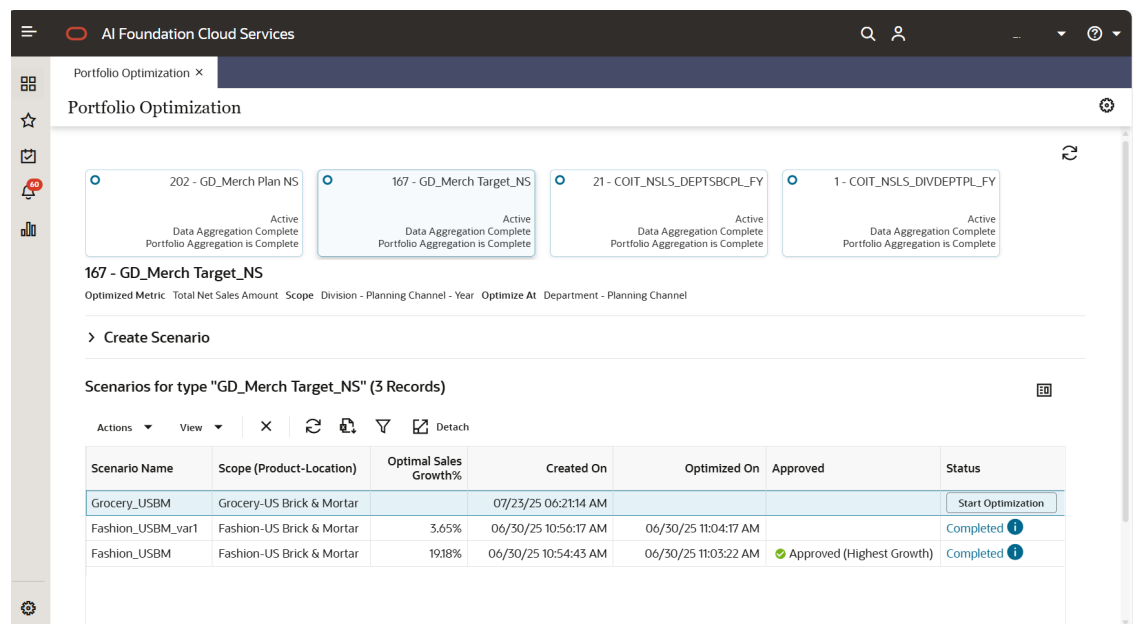 AI Foundation Cloud Services
Portfolio Optimization ×
Portfolio Optimization
60
202 - GD_Merch Plan NS
Active
Data Aggregation Complete
Portfolio Aggregation is Complete
167 - GD_Merch Target_NS
Active
Data Aggregation Complete
Portfolio Aggregation is Complete
21 - COIT_NSLS_DEPTSBCPL_FY
Active
Data Aggregation Complete
Portfolio Aggregation is Complete
1 - COIT_NSLS_DIVDEPTPL_FY
Active
Data Aggregation Complete
Portfolio Aggregation is Complete
167 - GD_Merch Target_NS
Optimized Metric Total Net Sales Amount Scope Division - Planning Channel - Year Optimize At Department - Planning Channel
Create Scenario
Scenarios for type "GD_Merch Target_NS" (3 Records)
Actions View Detach
Scenario Name Scope (Product-Location) Optimal Sales Growth% Created On Optimized On Approved Status
Grocery_USBM Grocery-US Brick & Mortar 07/23/25 06:21:14 AM Start Optimization
Fashion_USBM_var1 Fashion-US Brick & Mortar 3.65% 06/30/25 10:56:17 AM 06/30/25 11:04:17 AM Completed
Fashion_USBM Fashion-US Brick & Mortar 19.18% 06/30/25 10:54:43 AM 06/30/25 11:03:22 AM Approved (Highest Growth) Completed